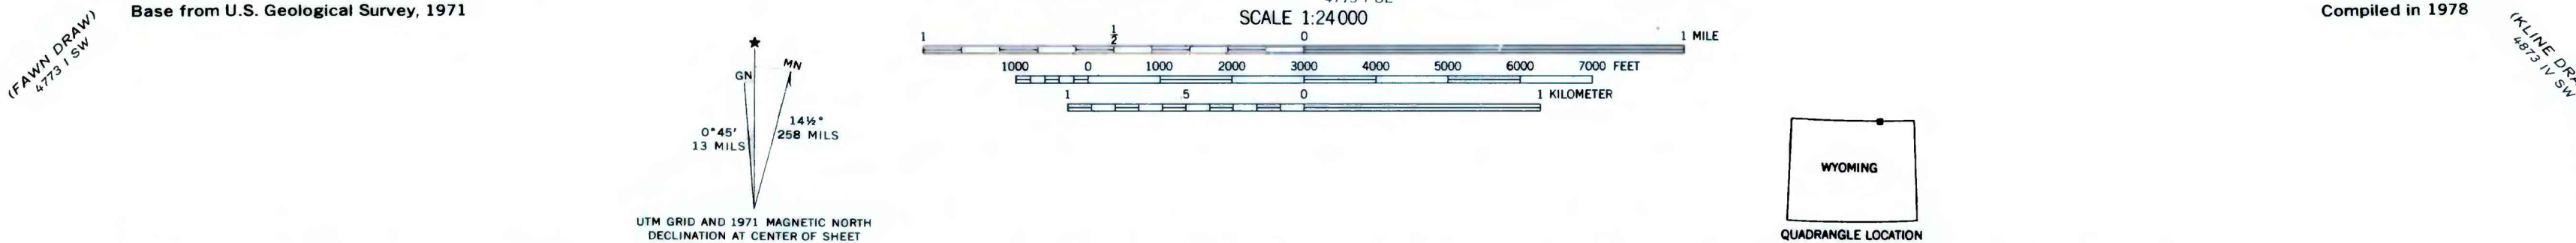 Base from U.S. Geological Survey, 1971
(FAWN DRAW)
4773 I SW
SCALE 1:24000
1 ½ 0 1 MILE
1000 0 1000 2000 3000 4000 5000 6000 7000 FEET
1 .5 0 1 KILOMETER
★
GN
MN
0°45'
13 MILS
14½°
258 MILS
UTM GRID AND 1971 MAGNETIC NORTH
DECLINATION AT CENTER OF SHEET
WYOMING
QUADRANGLE LOCATION
Compiled in 1978
(KLINE
4873 IV SW